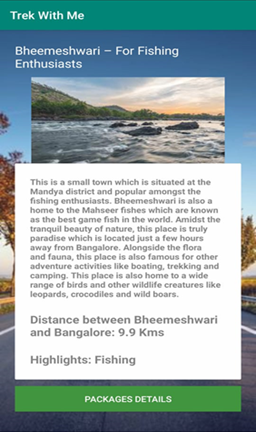 Trek With Me
Bheemeshwari – For Fishing
Enthusiasts
This is a small town which is situated at the
Mandya district and popular amongst the
fishing enthusiasts. Bheemeshwari is also a
home to the Mahseer fishes which are known
as the best game fish in the world. Amidst the
tranquil beauty of nature, this place is truly
paradise which is located just a few hours
away from Bangalore. Alongside the flora
and fauna, this place is also famous for other
adventure activities like boating, trekking and
camping. This place is also home to a wide
range of birds and other wildlife creatures like
leopards, crocodiles and wild boars.
Distance between Bheemeshwari
and Bangalore: 9.9 Kms
Highlights: Fishing
PACKAGES DETAILS